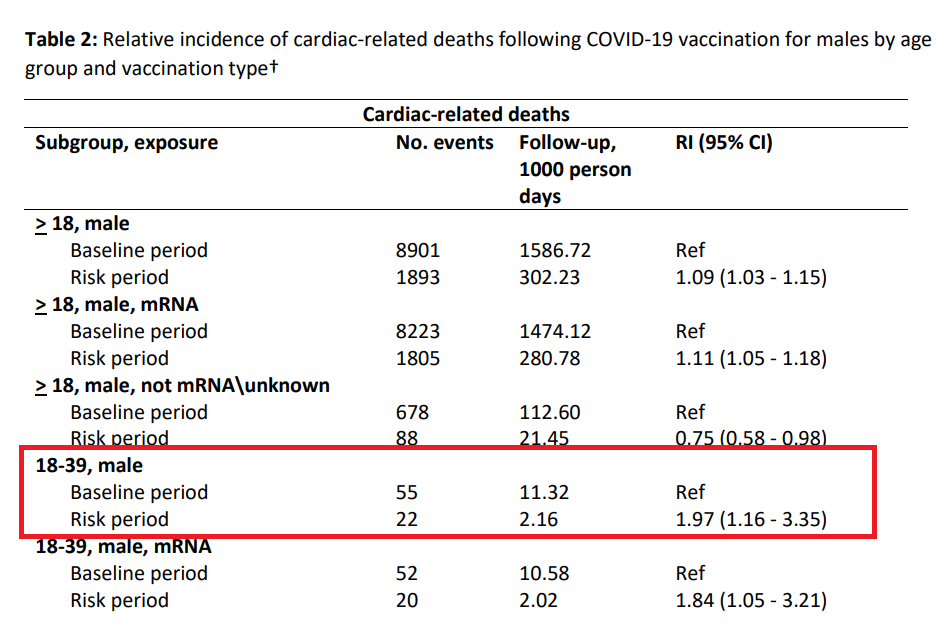 Table 2: Relative incidence of cardiac-related deaths following COVID-19 vaccination for males by age
group and vaccination type†
Cardiac-related deaths
Subgroup, exposure No. events Follow-up, RI (95% CI)
1000 person
days
≥ 18, male
Baseline period 8901 1586.72 Ref
Risk period 1893 302.23 1.09 (1.03 - 1.15)
≥ 18, male, mRNA
Baseline period 8223 1474.12 Ref
Risk period 1805 280.78 1.11 (1.05 - 1.18)
≥ 18, male, not mRNA\unknown
Baseline period 678 112.60 Ref
Risk period 88 21.45 0.75 (0.58 - 0.98)
18-39, male
Baseline period 55 11.32 Ref
Risk period 22 2.16 1.97 (1.16 - 3.35)
18-39, male, mRNA
Baseline period 52 10.58 Ref
Risk period 20 2.02 1.84 (1.05 - 3.21)